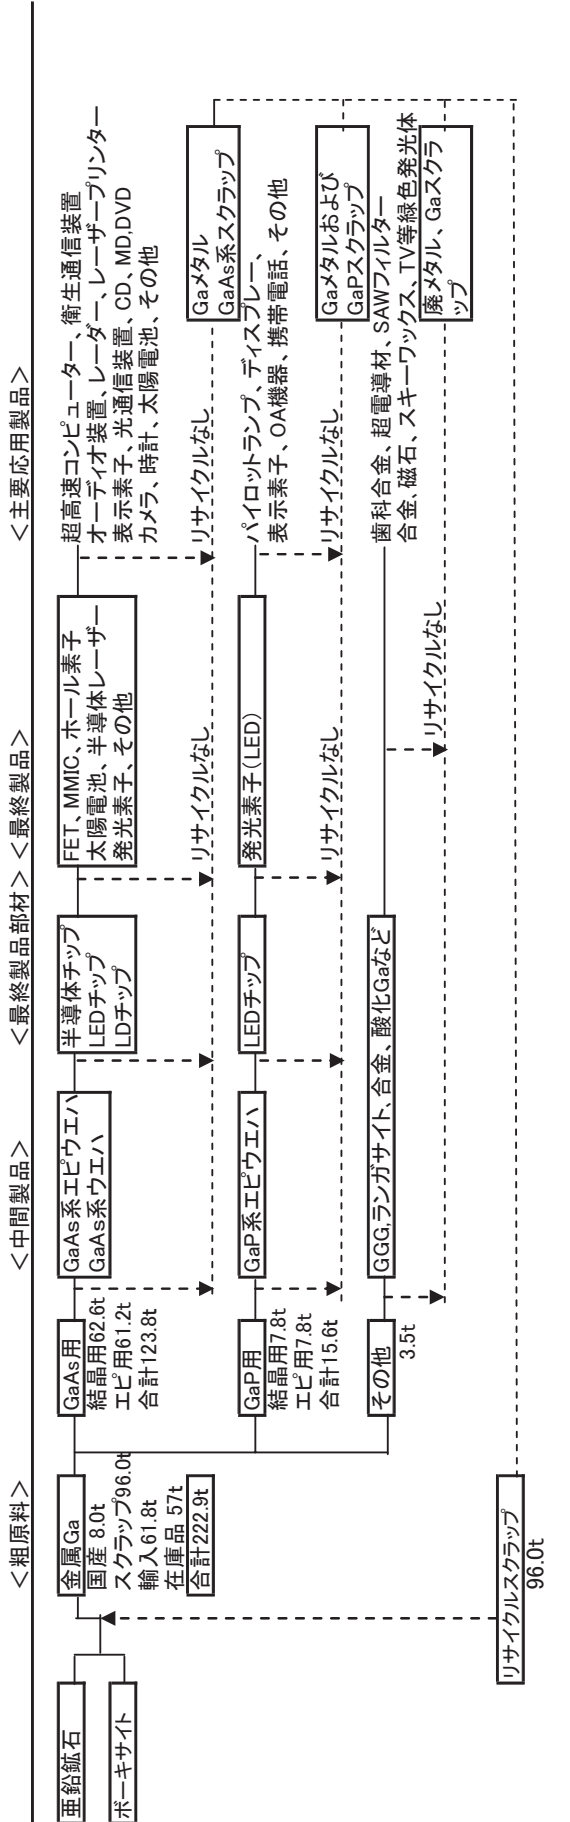 ＜粗原料＞
＜中間製品＞
＜最終製品部材＞
＜最終製品＞
＜主要応用製品＞
亜鉛鉱石
ボーキサイト
金属Ga
国産 8.0t
スクラップ96.0t
輸入61.8t
在庫品 57t
合計222.9t
GaAs用
結晶用62.6t
エピ用61.2t
合計123.8t
GaAs系エピウエハ
GaAs系ウエハ
半導体チップ
LEDチップ
LDチップ
FET、MMIC、ホール素子
太陽電池、半導体レーザー
発光素子、その他
超高速コンピューター、衛生通信装置
オーディオ装置、レーダー、レーザープリンター
表示素子、光通信装置、CD、MD,DVD
カメラ、時計、太陽電池、その他
リサイクルなし
リサイクルなし
Gaメタル
GaAs系スクラップ
GaP用
結晶用7.8t
エピ用7.8t
合計15.6t
GaP系エピウエハ
LEDチップ
発光素子（LED）
パイロットランプ、ディスプレー、
表示素子、OA機器、携帯電話、その他
リサイクルなし
リサイクルなし
Gaメタルおよび
GaPスクラップ
その他
3.5t
GGG,ランガサイト、合金、酸化Gaなど
歯科合金、超電導材、SAWフィルター
合金、磁石、スキーワックス、TV等緑色発光体
リサイクルなし
廃メタル、Gaスクラ
ップ
リサイクルスクラップ
96.0t